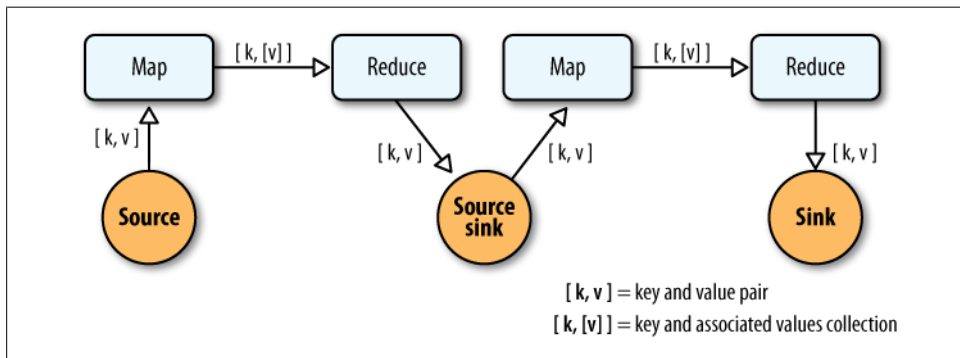 Map
[ k, [v] ]
Reduce
Map
[ k, [v] ]
Reduce
[ k, v ]
[ k, v ]
[ k, v ]
[ k, v ]
Source
Source
sink
Sink
[ k, v ] = key and value pair
[ k, [v] ] = key and associated values collection